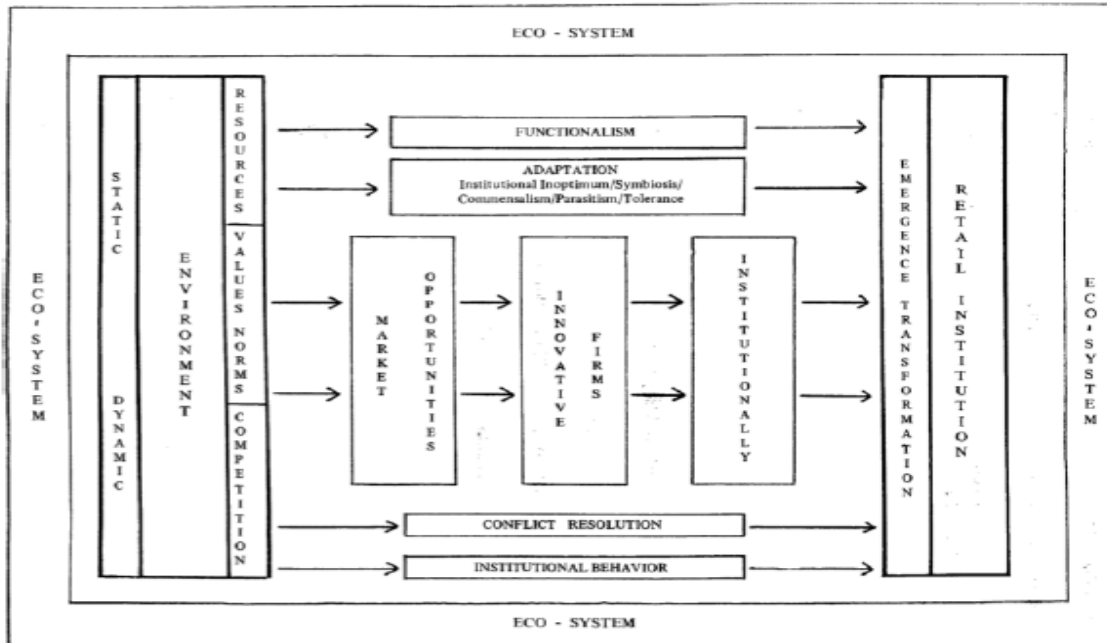 ECO - SYSTEM
ECO-SYSTEM
STATIC
DYNAMIC
ENVIRONMENT
RESOURCES
VALUES NORMS
COMPETITION
FUNCTIONALISM
ADAPTATION
Institutional Inoptimum/Symbiosis/
Commensalism/Parasitism/Tolerance
MARKET
OPPORTUNITIES
INNOVATIVE
FIRMS
INSTITUTIONALLY
CONFLICT RESOLUTION
INSTITUTIONAL BEHAVIOR
EMERGENCE TRANSFORMATION
RETAIL INSTITUTION
ECO-SYSTEM
ECO - SYSTEM